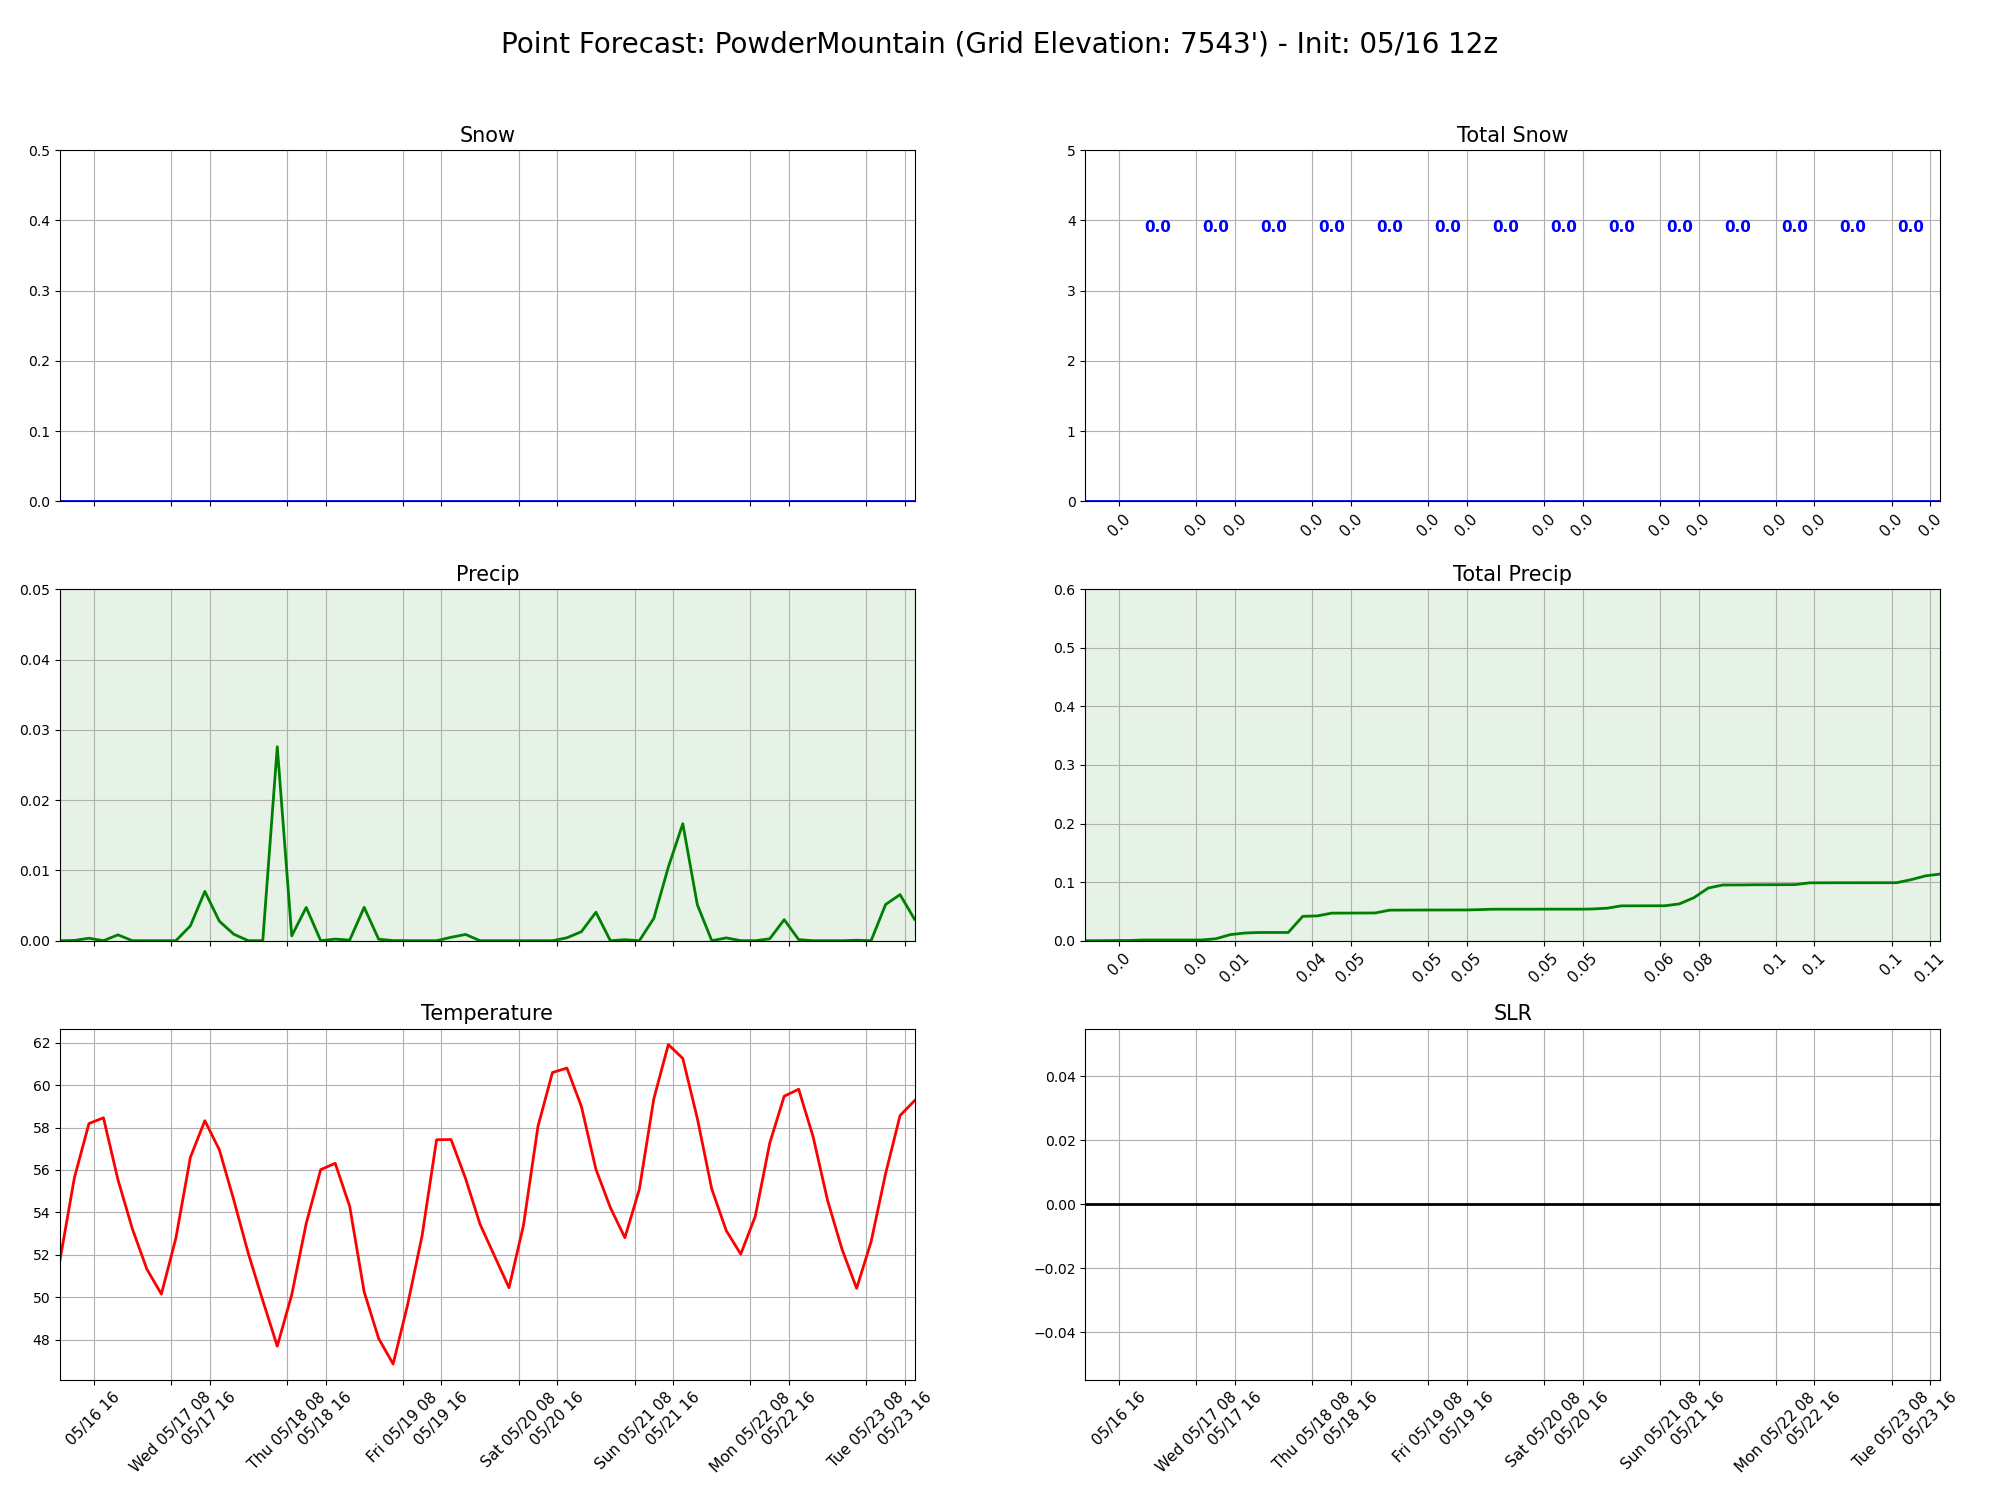 Point Forecast: PowderMountain (Grid Elevation: 7543') - Init: 05/16 12z
Snow
0.5
0.4
0.3
0.2
0.1
0.0
Total Snow
5
4
3
2
1
0
0.0 0.0 0.0 0.0 0.0 0.0 0.0 0.0 0.0 0.0 0.0 0.0 0.0 0.0
0.0 0.0 0.0 0.0 0.0 0.0 0.0 0.0 0.0 0.0 0.0 0.0 0.0 0.0 0.0
Precip
0.05
0.04
0.03
0.02
0.01
0.00
Total Precip
0.6
0.5
0.4
0.3
0.2
0.1
0.0
0.0 0.0 0.01 0.04 0.05 0.05 0.05 0.05 0.05 0.06 0.08 0.1 0.1 0.1 0.11
Temperature
62
60
58
56
54
52
50
48
05/16 16
Wed 05/17 08
05/17 16
Thu 05/18 08
05/18 16
Fri 05/19 08
05/19 16
Sat 05/20 08
05/20 16
Sun 05/21 08
05/21 16
Mon 05/22 08
05/22 16
Tue 05/23 08
05/23 16
SLR
0.04
0.02
0.00
−0.02
−0.04
05/16 16
Wed 05/17 08
05/17 16
Thu 05/18 08
05/18 16
Fri 05/19 08
05/19 16
Sat 05/20 08
05/20 16
Sun 05/21 08
05/21 16
Mon 05/22 08
05/22 16
Tue 05/23 08
05/23 16